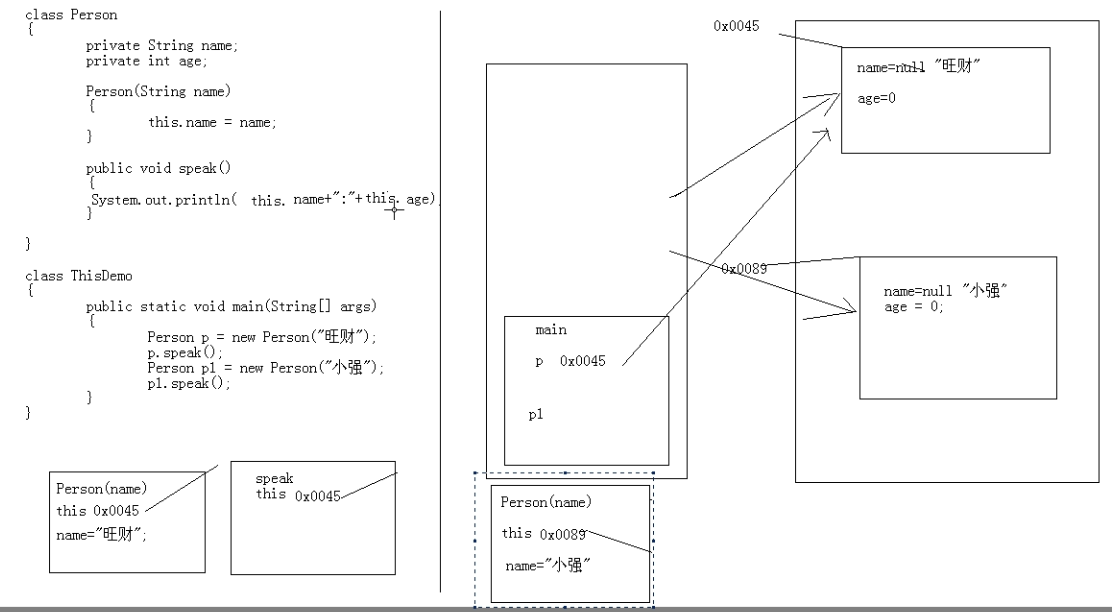 class Person
{
private String name;
private int age;
Person(String name)
{
this.name = name;
}
public void speak()
{
System.out.println( this. name+":"+this. age)
}
}
class ThisDemo
{
public static void main(String[] args)
{
Person p = new Person("旺财");
p.speak();
Person p1 = new Person("小强");
p1.speak();
}
}
Person(name)
this 0x0045
name="旺财";
speak
this 0x0045
main
p 0x0045
p1
Person(name)
this 0x0089
name="小强"
0x0045
name=null "旺财"
age=0
0x0089
name=null "小强"
age = 0;